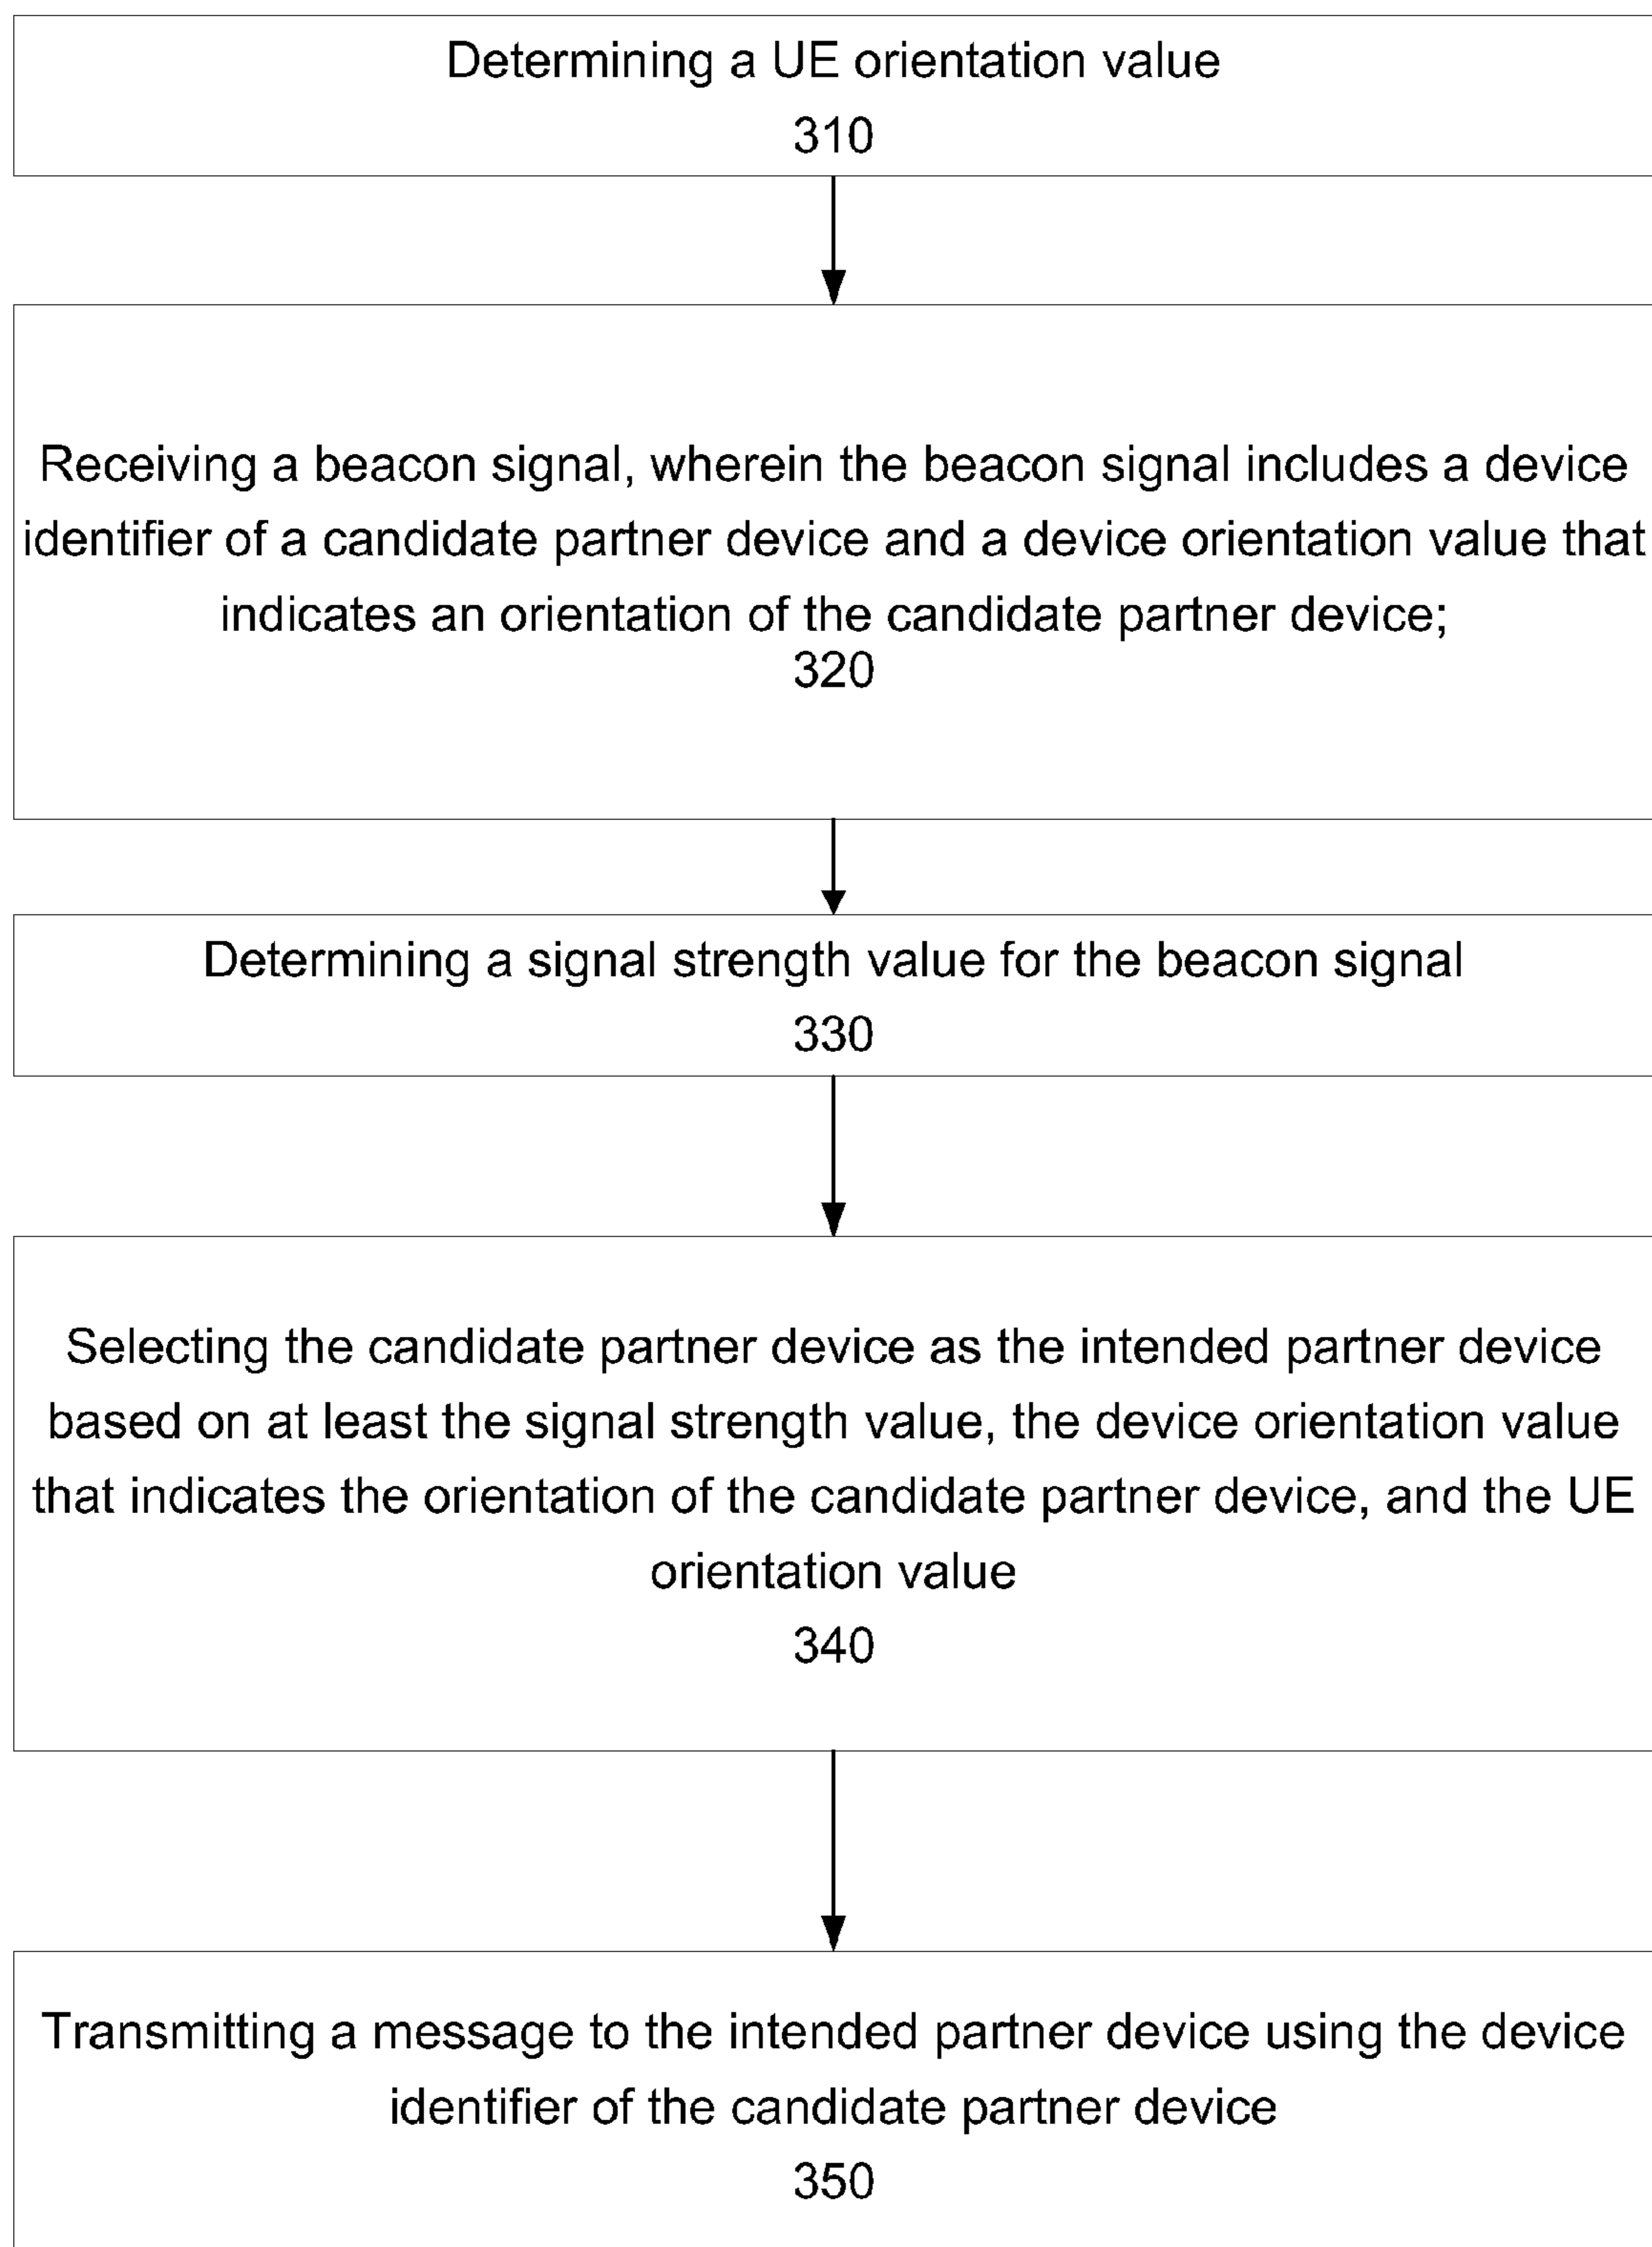 Determining a UE orientation value
310
Receiving a beacon signal, wherein the beacon signal includes a device
identifier of a candidate partner device and a device orientation value that
indicates an orientation of the candidate partner device;
320
Determining a signal strength value for the beacon signal
330
Selecting the candidate partner device as the intended partner device
based on at least the signal strength value, the device orientation value
that indicates the orientation of the candidate partner device, and the UE
orientation value
340
Transmitting a message to the intended partner device using the device
identifier of the candidate partner device
350